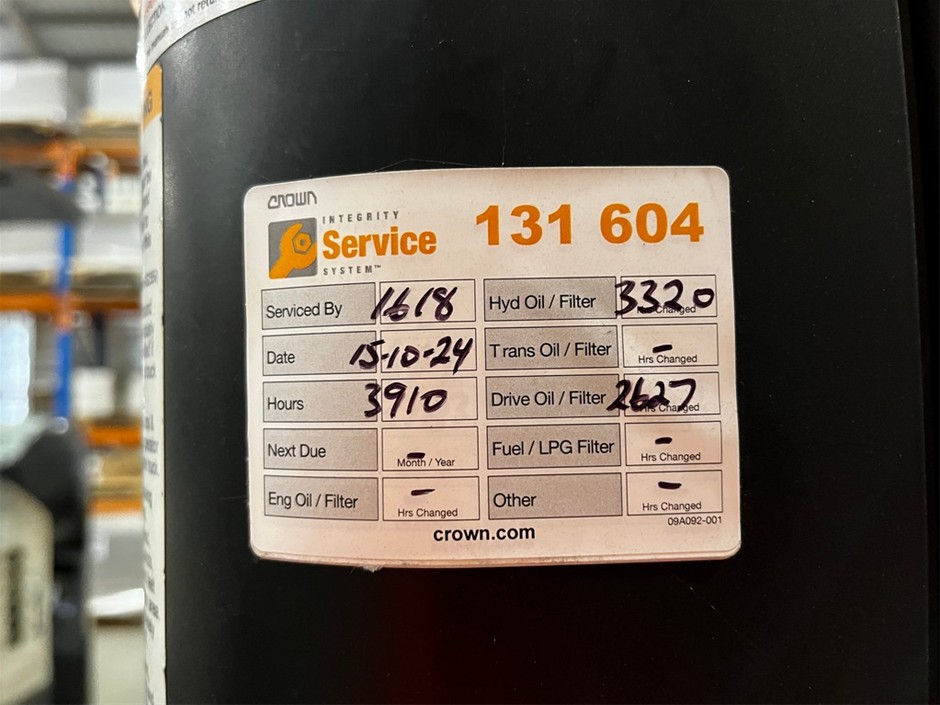 not retur
CROWN
INTEGRITY
Service
SYSTEM™
131 604
Serviced By 1618
Date 15-10-24
Hours 3910
Next Due -
Month / Year
Eng Oil / Filter -
Hrs Changed
Hyd Oil / Filter 3320
Changed
Trans Oil / Filter -
Hrs Changed
Drive Oil / Filter 2627
Hrs Changed
Fuel / LPG Filter -
Hrs Changed
Other -
Hrs Changed
09A092-001
crown.com